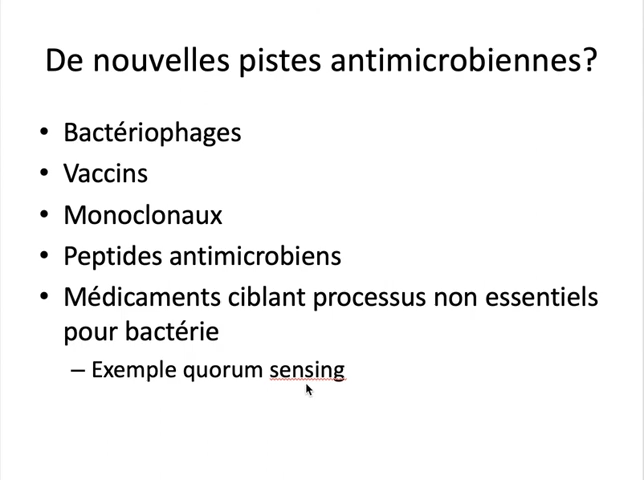 De nouvelles pistes antimicrobiennes?
• Bactériophages
• Vaccins
• Monoclonaux
• Peptides antimicrobiens
• Médicaments ciblant processus non essentiels
pour bactérie
– Exemple quorum sensing